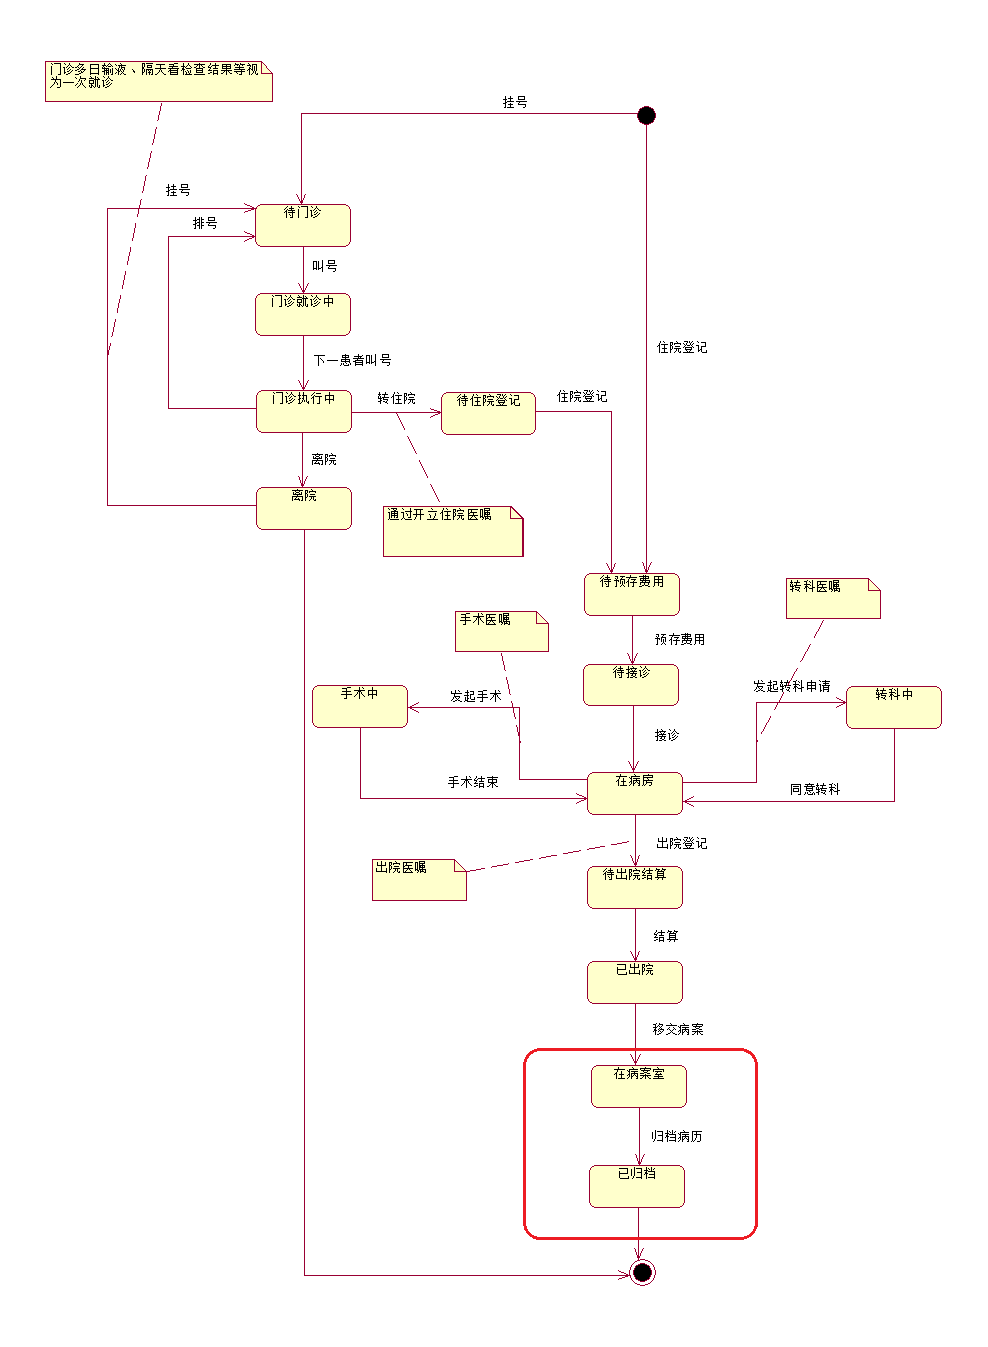 门诊多日输液、隔天看检查结果等视
为一次就诊
挂号
挂号
待门诊
排号
叫号
门诊就诊中
住院登记
下一患者叫号
门诊执行中
转住院
待住院登记
住院登记
离院
离院
通过开立住院医嘱
待预存费用
转科医嘱
手术医嘱
预存费用
待接诊
手术中
发起手术
发起转科申请
转科中
接诊
在病房
手术结束
同意转科
出院登记
出院医嘱
待出院结算
结算
已出院
移交病案
在病案室
归档病历
已归档